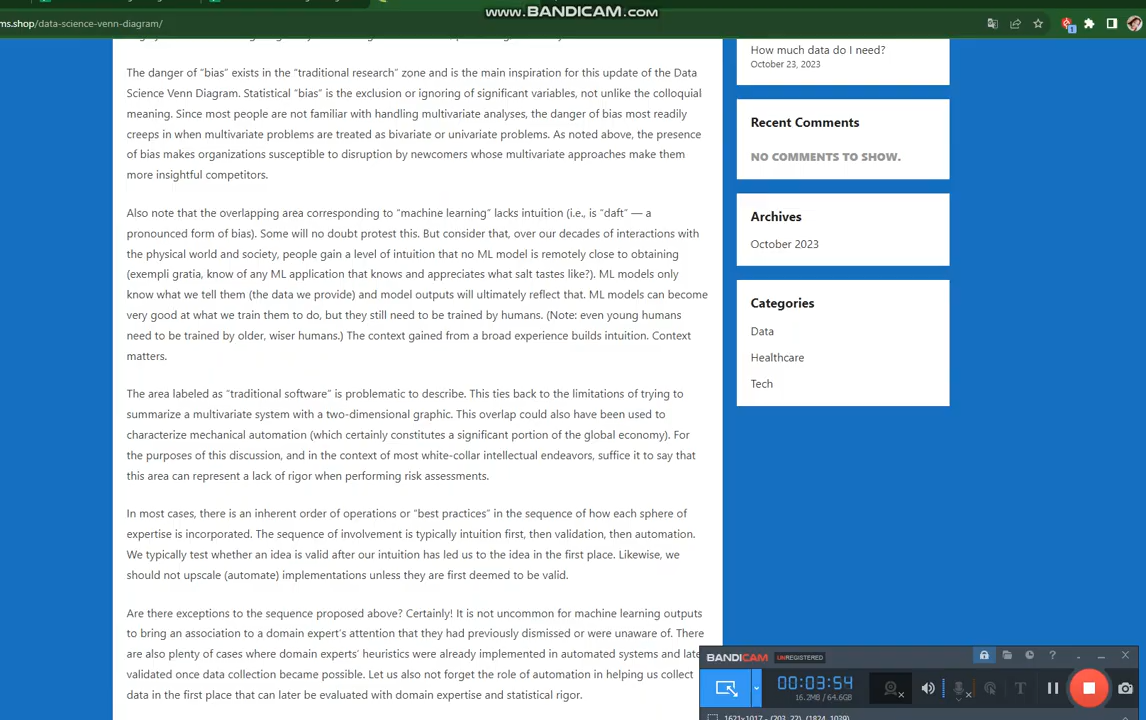 www.BANDICAM.com
ms.shop/data-science-venn-diagram/
The danger of "bias" exists in the "traditional research" zone and is the main inspiration for this update of the Data
Science Venn Diagram. Statistical "bias" is the exclusion or ignoring of significant variables, not unlike the colloquial
meaning. Since most people are not familiar with handling multivariate analyses, the danger of bias most readily
creeps in when multivariate problems are treated as bivariate or univariate problems. As noted above, the presence
of bias makes organizations susceptible to disruption by newcomers whose multivariate approaches make them
more insightful competitors.
Also note that the overlapping area corresponding to "machine learning" lacks intuition (i.e., is "daft" — a
pronounced form of bias). Some will no doubt protest this. But consider that, over our decades of interactions with
the physical world and society, people gain a level of intuition that no ML model is remotely close to obtaining
(exempli gratia, know of any ML application that knows and appreciates what salt tastes like?). ML models only
know what we tell them (the data we provide) and model outputs will ultimately reflect that. ML models can become
very good at what we train them to do, but they still need to be trained by humans. (Note: even young humans
need to be trained by older, wiser humans.) The context gained from a broad experience builds intuition. Context
matters.
The area labeled as "traditional software" is problematic to describe. This ties back to the limitations of trying to
summarize a multivariate system with a two-dimensional graphic. This overlap could also have been used to
characterize mechanical automation (which certainly constitutes a significant portion of the global economy). For
the purposes of this discussion, and in the context of most white-collar intellectual endeavors, suffice it to say that
this area can represent a lack of rigor when performing risk assessments.
In most cases, there is an inherent order of operations or "best practices" in the sequence of how each sphere of
expertise is incorporated. The sequence of involvement is typically intuition first, then validation, then automation.
We typically test whether an idea is valid after our intuition has led us to the idea in the first place. Likewise, we
should not upscale (automate) implementations unless they are first deemed to be valid.
Are there exceptions to the sequence proposed above? Certainly! It is not uncommon for machine learning outputs
to bring an association to a domain expert's attention that they had previously dismissed or were unaware of. There
are also plenty of cases where domain experts' heuristics were already implemented in automated systems and late
validated once data collection became possible. Let us also not forget the role of automation in helping us collect
data in the first place that can later be evaluated with domain expertise and statistical rigor.
How much data do I need?
October 23, 2023
Recent Comments
NO COMMENTS TO SHOW.
Archives
October 2023
Categories
Data
Healthcare
Tech
BANDICAM UNREGISTERED
00:03:54
16.2MB / 64.6GB
1621x1017 - (203, 22), (1824, 1039)